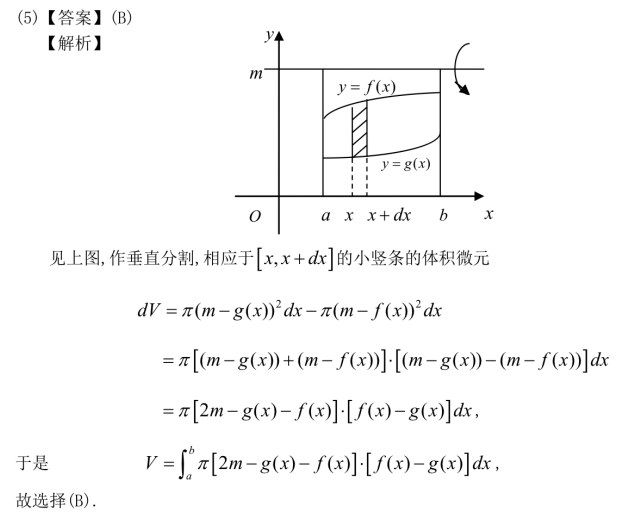 (5)【答案】(B)
【解析】
y
m
y = f(x)
y = g(x)
O a x x + dx b x
见上图,作垂直分割,相应于[x, x + dx]的小竖条的体积微元
dV = π(m − g(x))²dx − π(m − f(x))²dx
= π[(m − g(x)) + (m − f(x))]·[(m − g(x)) − (m − f(x))]dx
= π[2m − g(x) − f(x)]·[f(x) − g(x)]dx,
于是 V = ∫ₐᵇ π[2m − g(x) − f(x)]·[f(x) − g(x)]dx,
故选择(B).